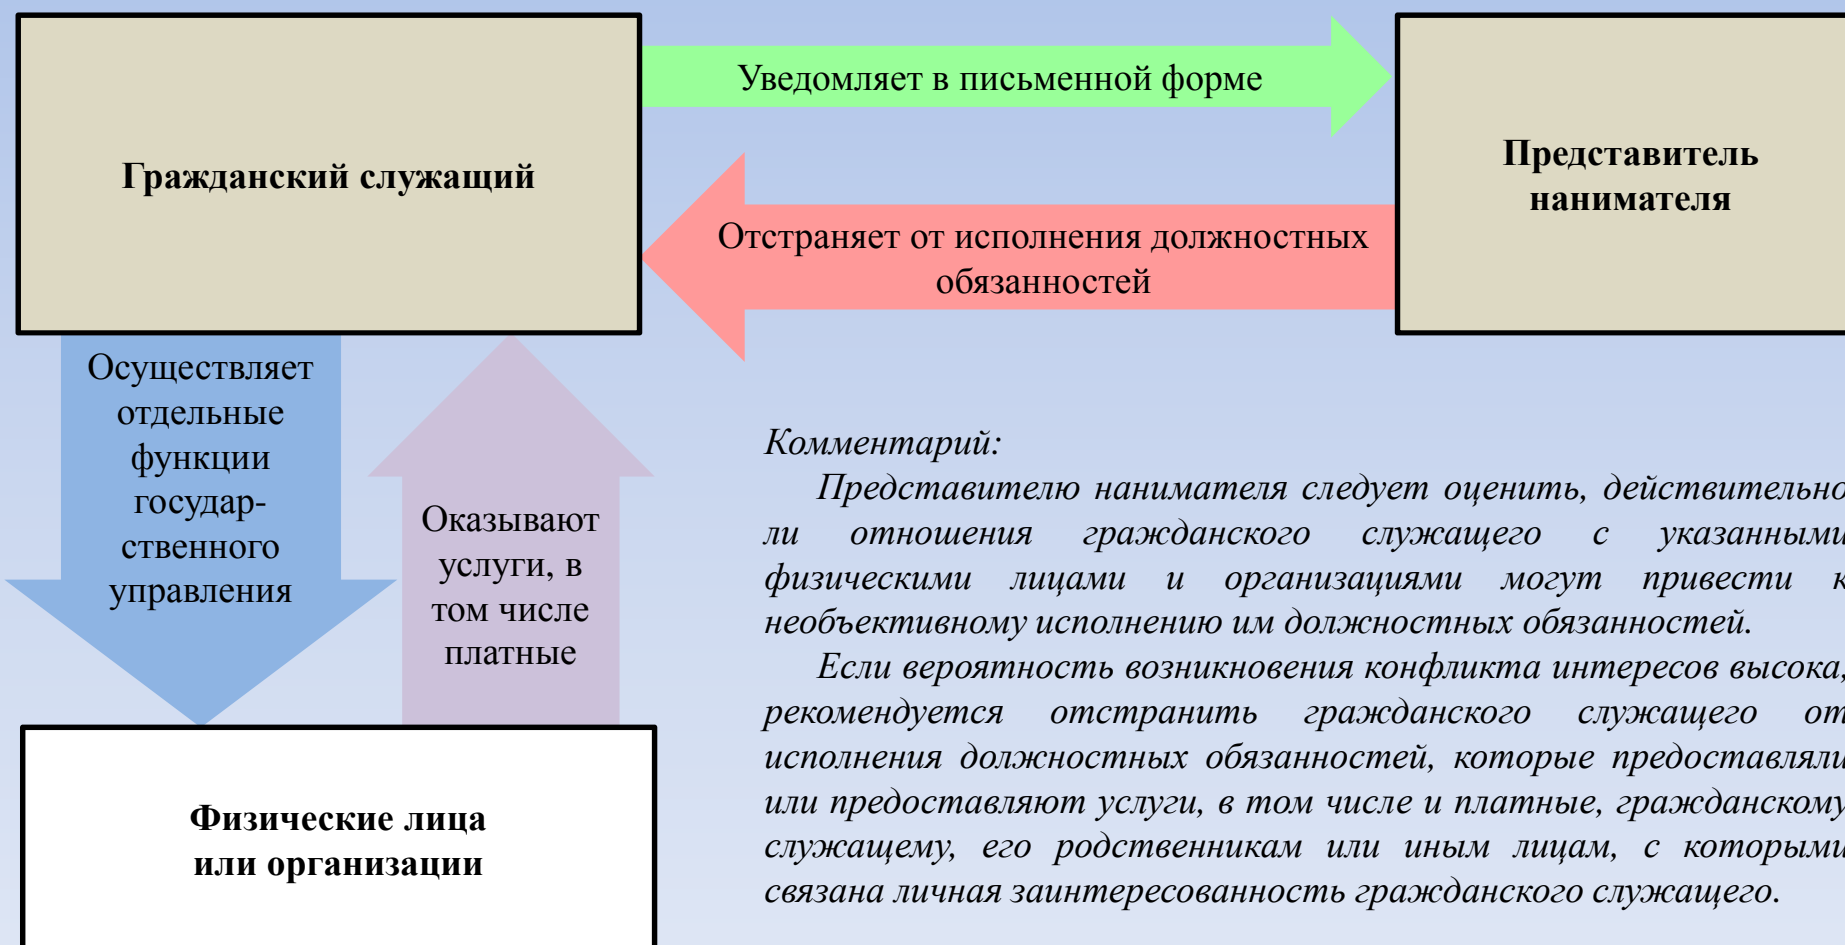 Гражданский служащий
Уведомляет в письменной форме
Представитель
нанимателя
Отстраняет от исполнения должностных
обязанностей
Осуществляет
отдельные
функции
государ-
ственного
управления
Оказывают
услуги, в
том числе
платные
Физические лица
или организации
Комментарий:
Представителю нанимателя следует оценить, действительно
ли отношения гражданского служащего с указанными
физическими лицами и организациями могут привести к
необъективному исполнению им должностных обязанностей.
Если вероятность возникновения конфликта интересов высока,
рекомендуется отстранить гражданского служащего от
исполнения должностных обязанностей, которые предоставляли
или предоставляют услуги, в том числе и платные, гражданскому
служащему, его родственникам или иным лицам, с которыми
связана личная заинтересованность гражданского служащего.